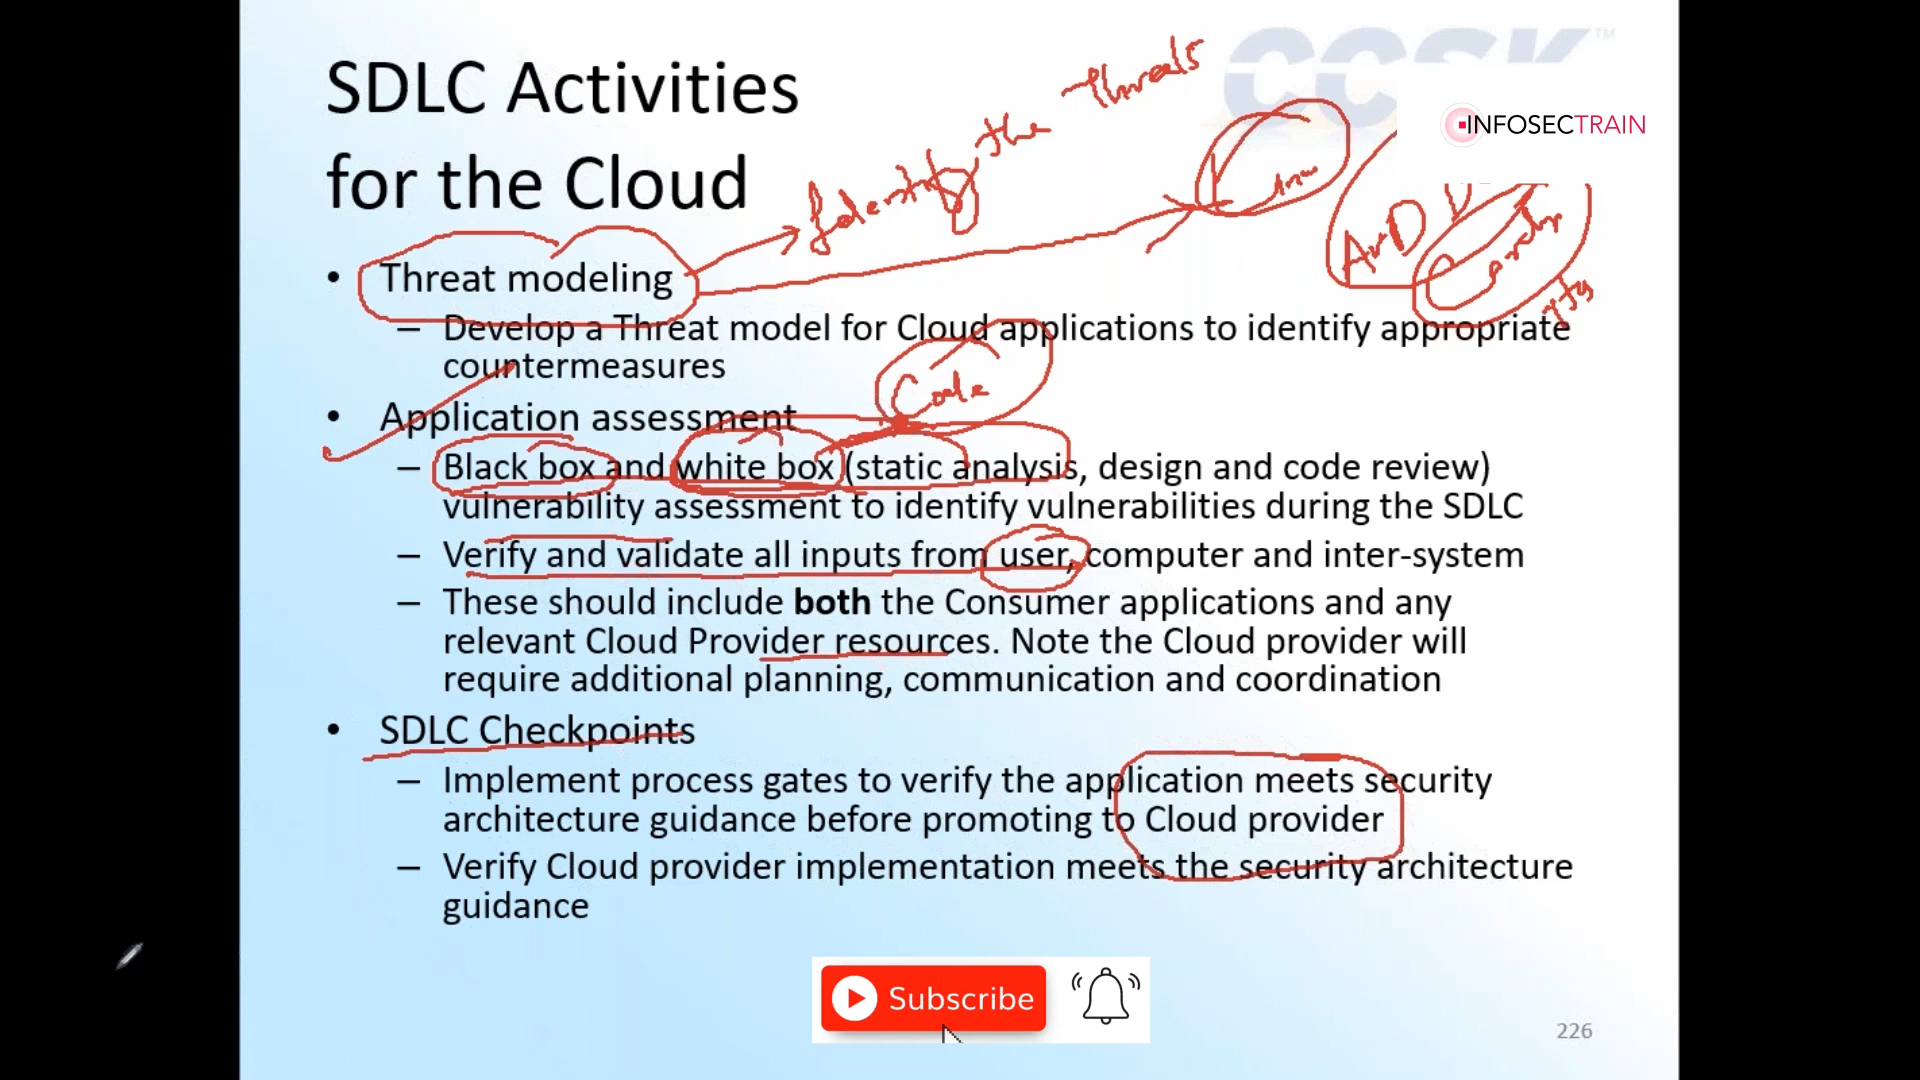 CCSK™
INFOSECTRAIN
SDLC Activities
for the Cloud
Identify the Threats
• Threat modeling
– Develop a Threat model for Cloud applications to identify appropriate
countermeasures
Code
• Application assessment
– Black box and white box (static analysis, design and code review)
vulnerability assessment to identify vulnerabilities during the SDLC
– Verify and validate all inputs from user, computer and inter-system
– These should include both the Consumer applications and any
relevant Cloud Provider resources. Note the Cloud provider will
require additional planning, communication and coordination
• SDLC Checkpoints
– Implement process gates to verify the application meets security
architecture guidance before promoting to Cloud provider
– Verify Cloud provider implementation meets the security architecture
guidance
Subscribe
226